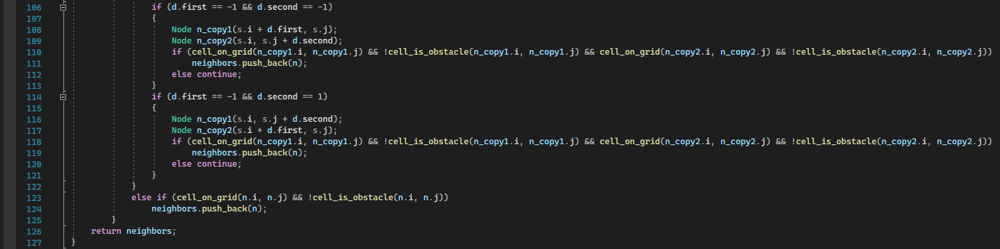 106 if (d.first == -1 && d.second == -1)
107 {
108 Node n_copy1(s.i + d.first, s.j);
109 Node n_copy2(s.i, s.j + d.second);
110 if (cell_on_grid(n_copy1.i, n_copy1.j) && !cell_is_obstacle(n_copy1.i, n_copy1.j) && cell_on_grid(n_copy2.i, n_copy2.j) && !cell_is_obstacle(n_copy2.i, n_copy2.j))
111 neighbors.push_back(n);
112 else continue;
113 }
114 if (d.first == -1 && d.second == 1)
115 {
116 Node n_copy1(s.i, s.j + d.second);
117 Node n_copy2(s.i + d.first, s.j);
118 if (cell_on_grid(n_copy1.i, n_copy1.j) && !cell_is_obstacle(n_copy1.i, n_copy1.j) && cell_on_grid(n_copy2.i, n_copy2.j) && !cell_is_obstacle(n_copy2.i, n_copy2.j))
119 neighbors.push_back(n);
120 else continue;
121 }
122 }
123 else if (cell_on_grid(n.i, n.j) && !cell_is_obstacle(n.i, n.j))
124 neighbors.push_back(n);
125 }
126 return neighbors;
127 }